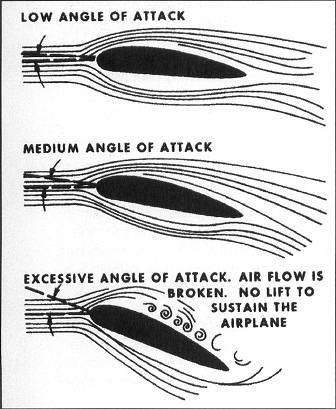 LOW ANGLE OF ATTACK
MEDIUM ANGLE OF ATTACK
EXCESSIVE ANGLE OF ATTACK. AIR FLOW IS
BROKEN. NO LIFT TO
SUSTAIN THE
AIRPLANE